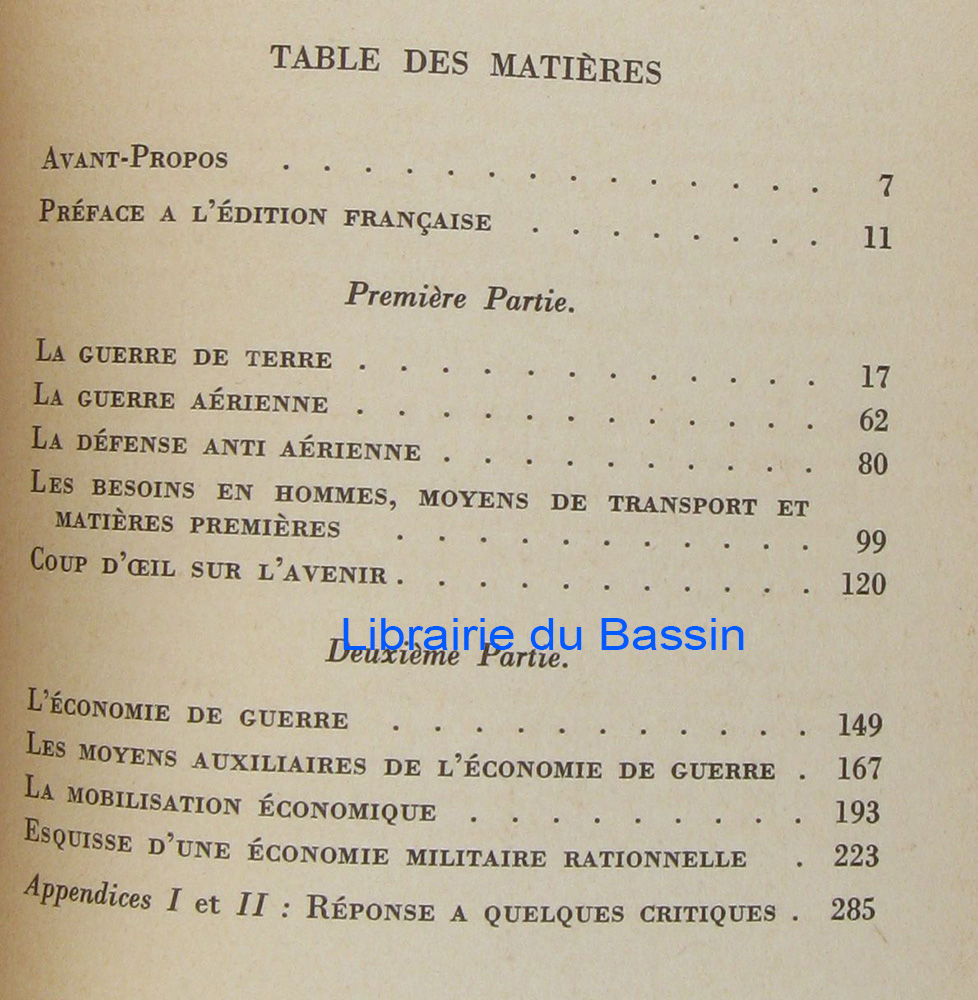 TABLE DES MATIÈRES
AVANT-PROPOS . . . . . . . . . . . . . . 7
PRÉFACE A L'ÉDITION FRANÇAISE . . . . . . . . 11
Première Partie.
LA GUERRE DE TERRE . . . . . . . . . . . . 17
LA GUERRE AÉRIENNE . . . . . . . . . . . . 62
LA DÉFENSE ANTI AÉRIENNE . . . . . . . . . . 80
LES BESOINS EN HOMMES, MOYENS DE TRANSPORT ET
MATIÈRES PREMIÈRES . . . . . . . . . . . 99
COUP D'ŒIL SUR L'AVENIR . . . . . . . . . . . 120
Librairie du Bassin
Deuxième Partie.
L'ÉCONOMIE DE GUERRE . . . . . . . . . . . 149
LES MOYENS AUXILIAIRES DE L'ÉCONOMIE DE GUERRE . 167
LA MOBILISATION ÉCONOMIQUE . . . . . . . . . 193
ESQUISSE D'UNE ÉCONOMIE MILITAIRE RATIONNELLE . 223
Appendices I et II : RÉPONSE A QUELQUES CRITIQUES . 285